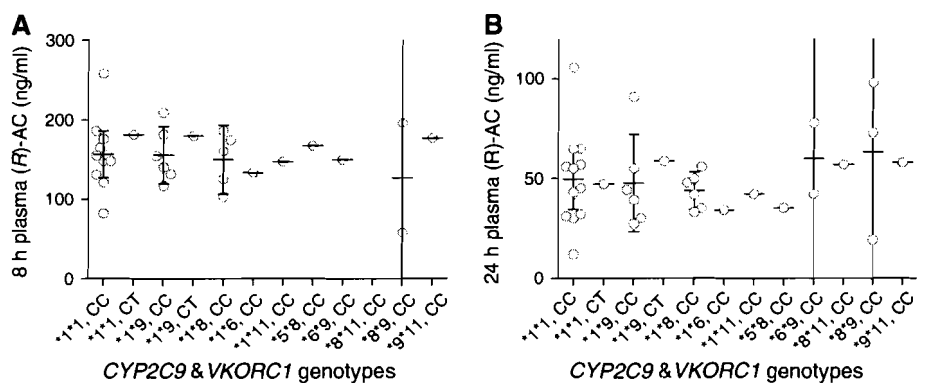 A
8 h plasma (R)-AC (ng/ml)
300
200
100
0
*1*1, CC
*1*1, CT
*1*9, CC
*1*9, CT
*1*8, CC
*1*6, CC
*1*11, CC
*5*8, CC
*6*9, CC
*8*11, CC
*8*9, CC
*9*11, CC
CYP2C9 & VKORC1 genotypes
B
24 h plasma (R)-AC (ng/ml)
100
50
0
*1*1, CC
*1*1, CT
*1*9, CC
*1*9, CT
*1*8, CC
*1*6, CC
*1*11, CC
*5*8, CC
*6*9, CC
*8*11, CC
*8*9, CC
*9*11, CC
CYP2C9 & VKORC1 genotypes